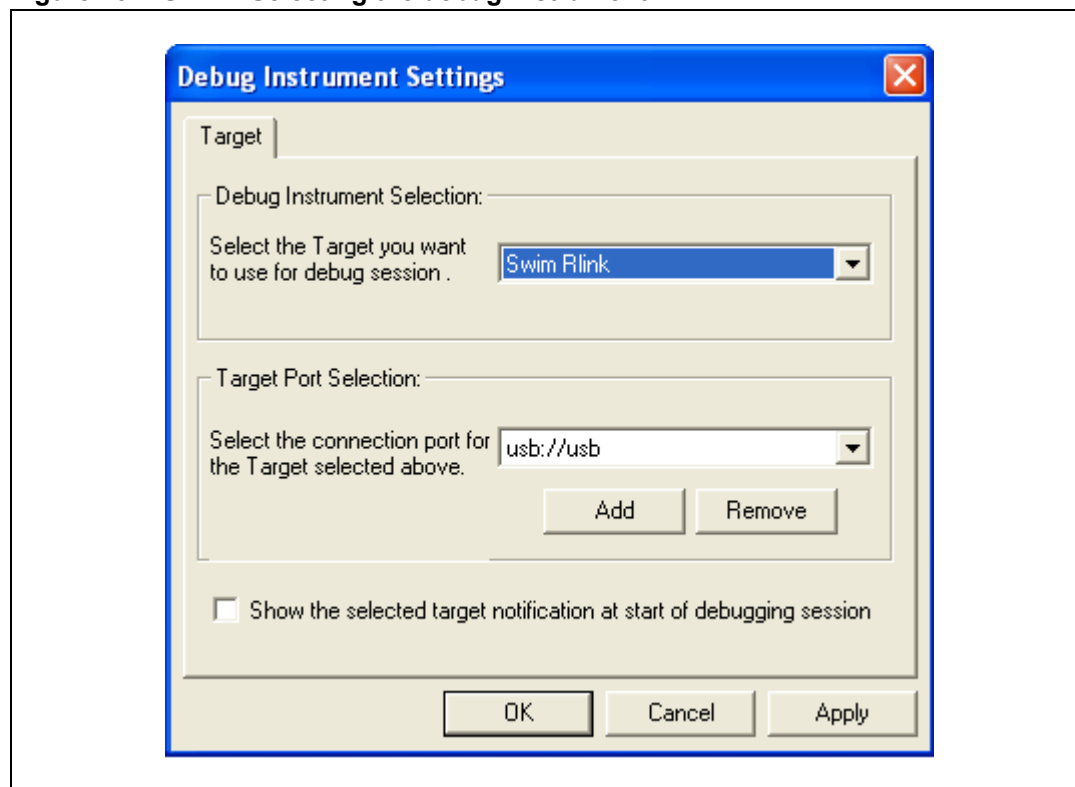 Debug Instrument Settings
Target
Debug Instrument Selection:
Select the Target you want
to use for debug session .
Swim Rlink
Target Port Selection:
Select the connection port for
the Target selected above.
usb://usb
Add Remove
Show the selected target notification at start of debugging session
OK Cancel Apply